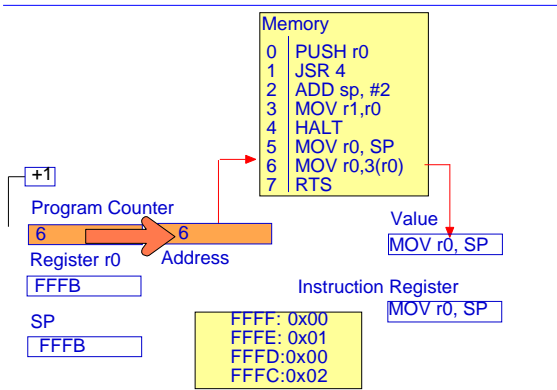 Memory
0 PUSH r0
1 JSR 4
2 ADD sp, #2
3 MOV r1,r0
4 HALT
5 MOV r0, SP
6 MOV r0,3(r0)
7 RTS
+1
Program Counter
6 6
Address
Value
MOV r0, SP
Register r0
FFFB
Instruction Register
MOV r0, SP
SP
FFFB
FFFF: 0x00
FFFE: 0x01
FFFD:0x00
FFFC:0x02